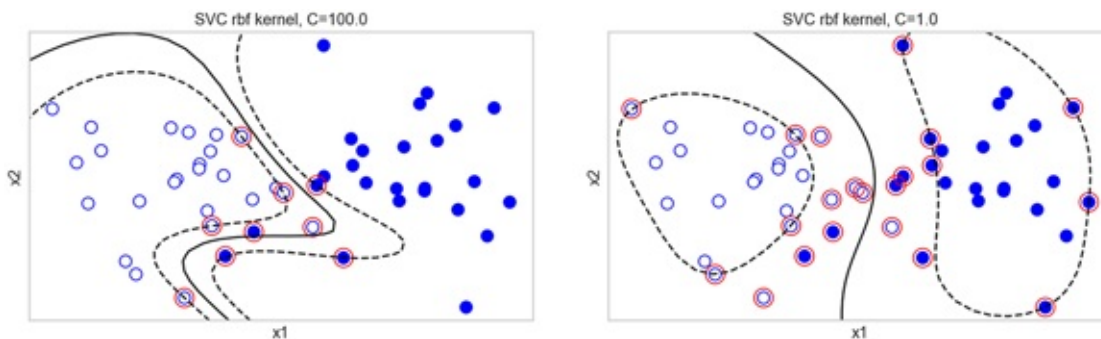 SVC rbf kernel, C=100.0
x2
x1
SVC rbf kernel, C=1.0
x2
x1